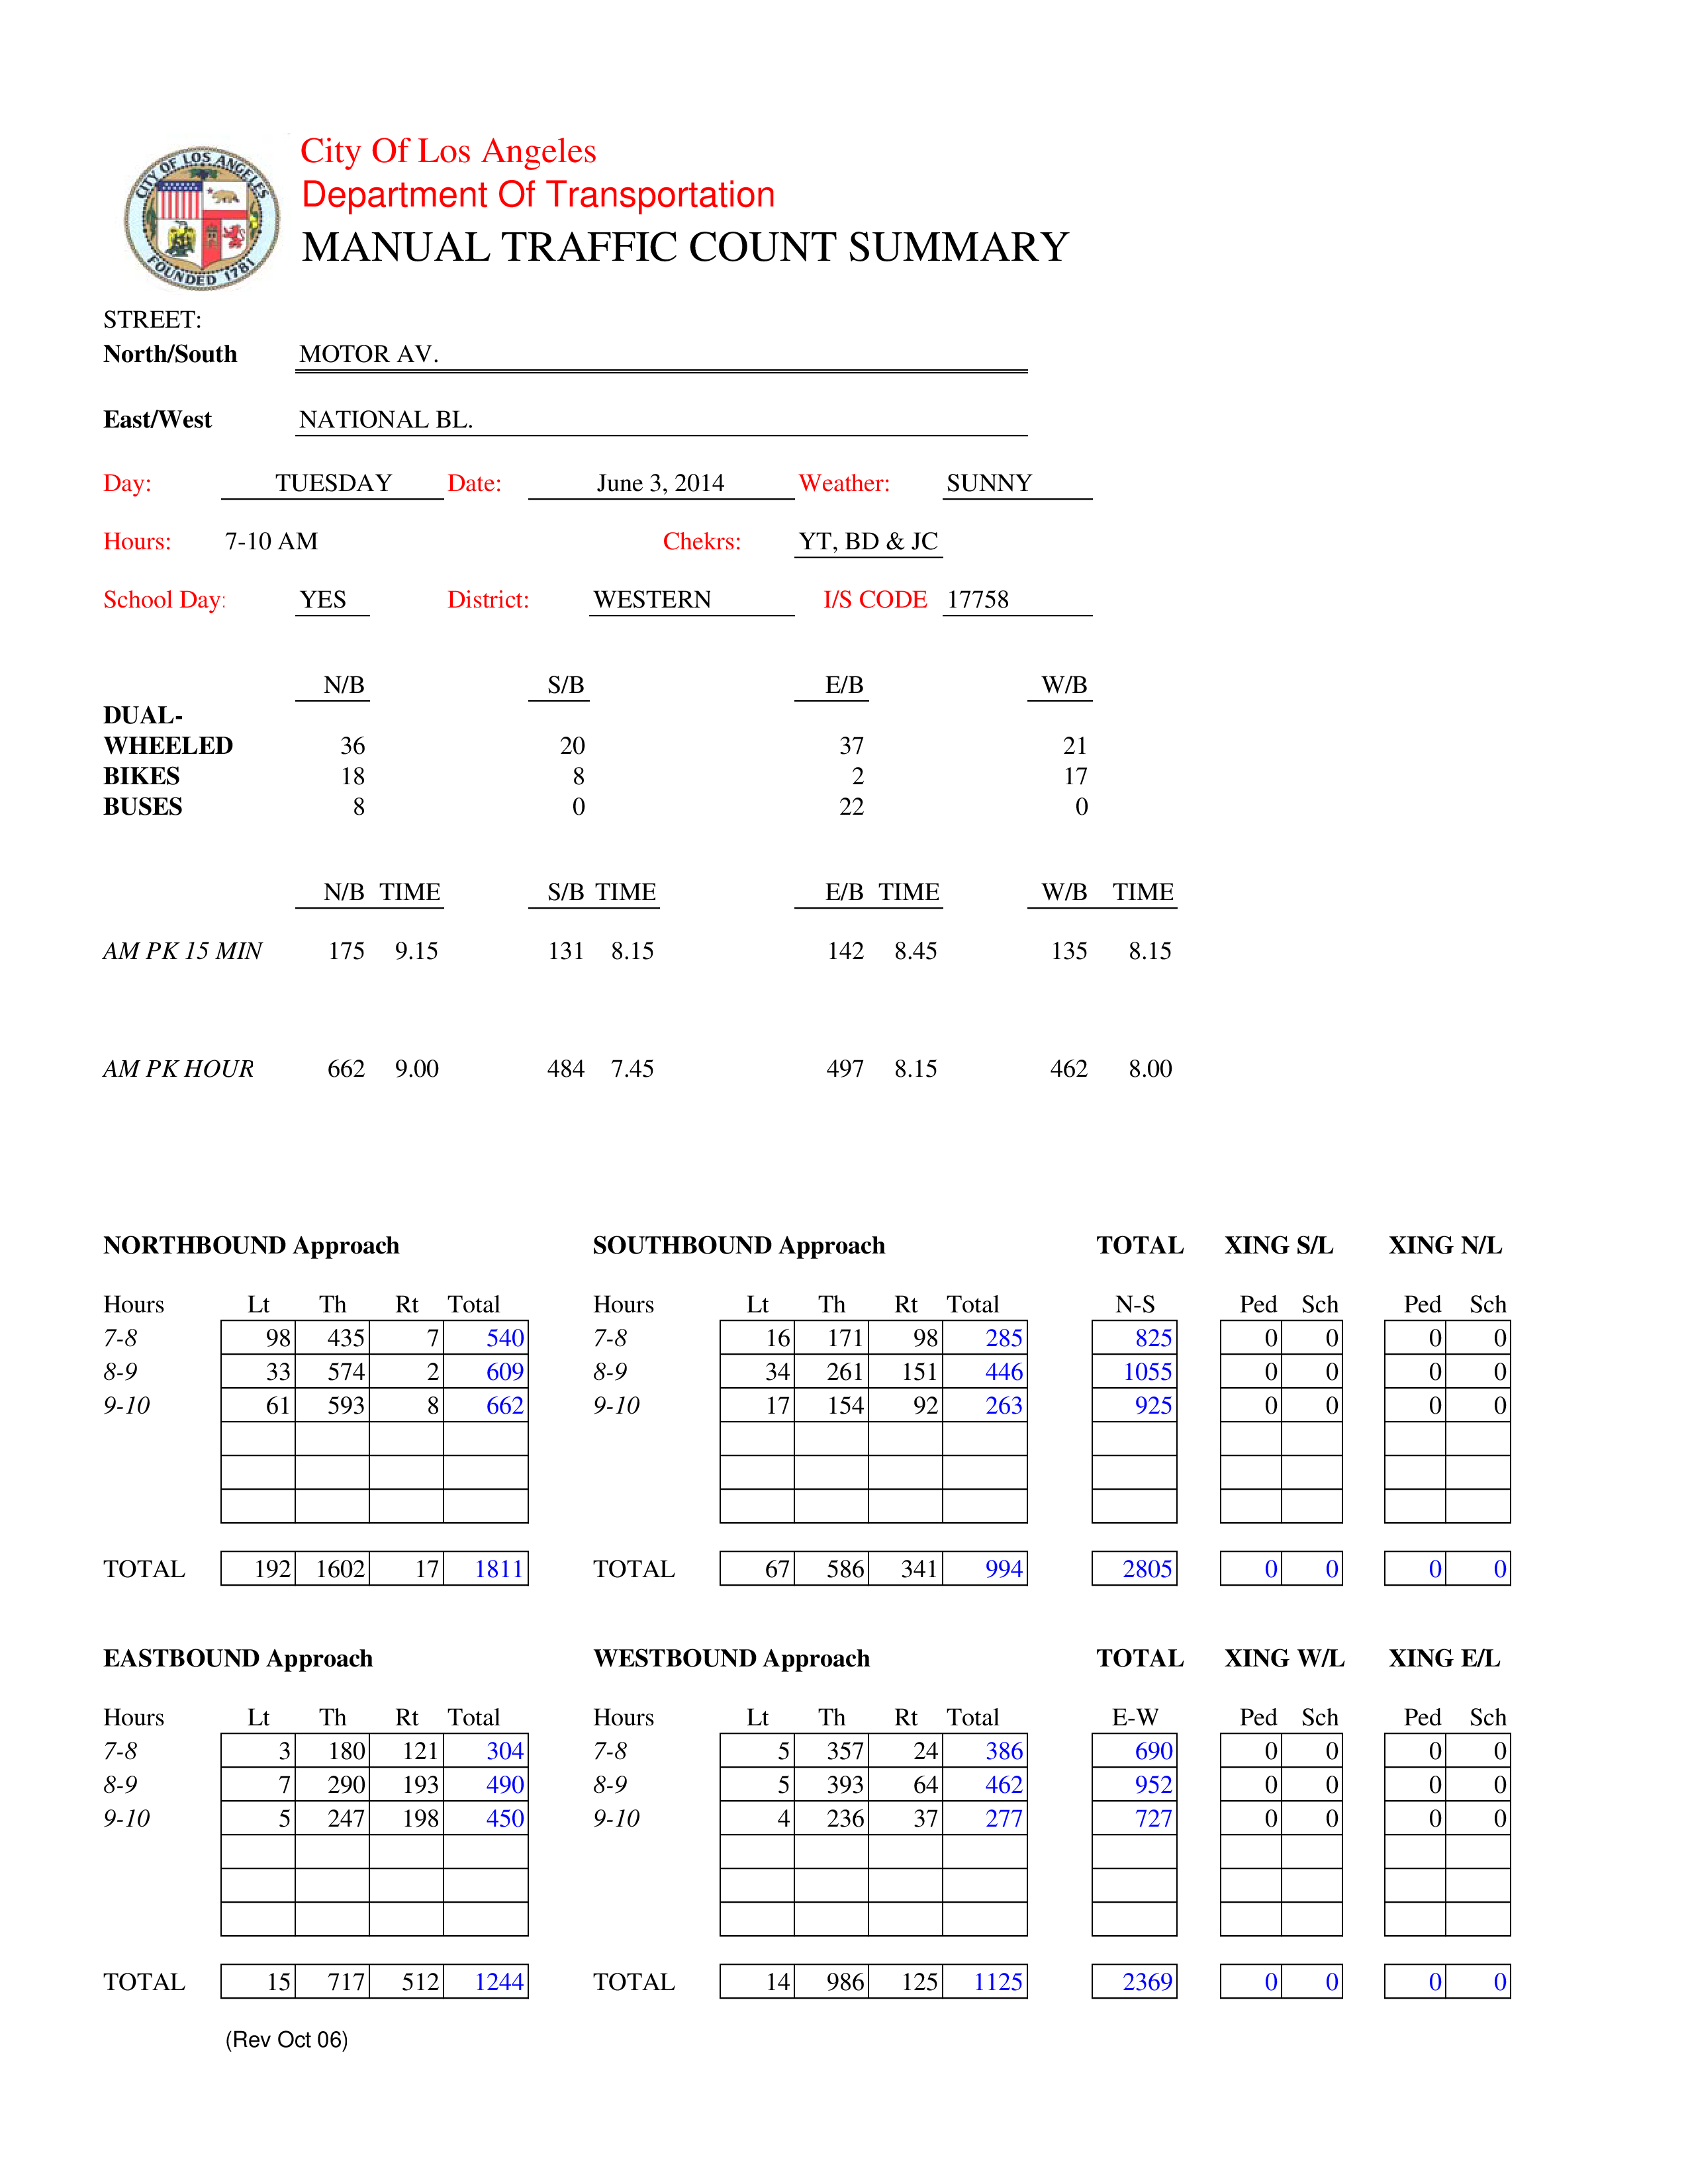 CITY OF LOS ANGELES
FOUNDED 1781
City Of Los Angeles
Department Of Transportation
MANUAL TRAFFIC COUNT SUMMARY
STREET:
North/South MOTOR AV.
East/West NATIONAL BL.
Day: TUESDAY Date: June 3, 2014 Weather: SUNNY
Hours: 7-10 AM Chekrs: YT, BD & JC
School Day: YES District: WESTERN I/S CODE 17758
N/B S/B E/B W/B
DUAL-
WHEELED 36 20 37 21
BIKES 18 8 2 17
BUSES 8 0 22 0
N/B TIME S/B TIME E/B TIME W/B TIME
AM PK 15 MIN 175 9.15 131 8.15 142 8.45 135 8.15
AM PK HOUR 662 9.00 484 7.45 497 8.15 462 8.00
NORTHBOUND Approach SOUTHBOUND Approach TOTAL XING S/L XING N/L
Hours Lt Th Rt Total Hours Lt Th Rt Total N-S Ped Sch Ped Sch
7-8 98 435 7 540 7-8 16 171 98 285 825 0 0 0 0
8-9 33 574 2 609 8-9 34 261 151 446 1055 0 0 0 0
9-10 61 593 8 662 9-10 17 154 92 263 925 0 0 0 0
TOTAL 192 1602 17 1811 TOTAL 67 586 341 994 2805 0 0 0 0
EASTBOUND Approach WESTBOUND Approach TOTAL XING W/L XING E/L
Hours Lt Th Rt Total Hours Lt Th Rt Total E-W Ped Sch Ped Sch
7-8 3 180 121 304 7-8 5 357 24 386 690 0 0 0 0
8-9 7 290 193 490 8-9 5 393 64 462 952 0 0 0 0
9-10 5 247 198 450 9-10 4 236 37 277 727 0 0 0 0
TOTAL 15 717 512 1244 TOTAL 14 986 125 1125 2369 0 0 0 0
(Rev Oct 06)